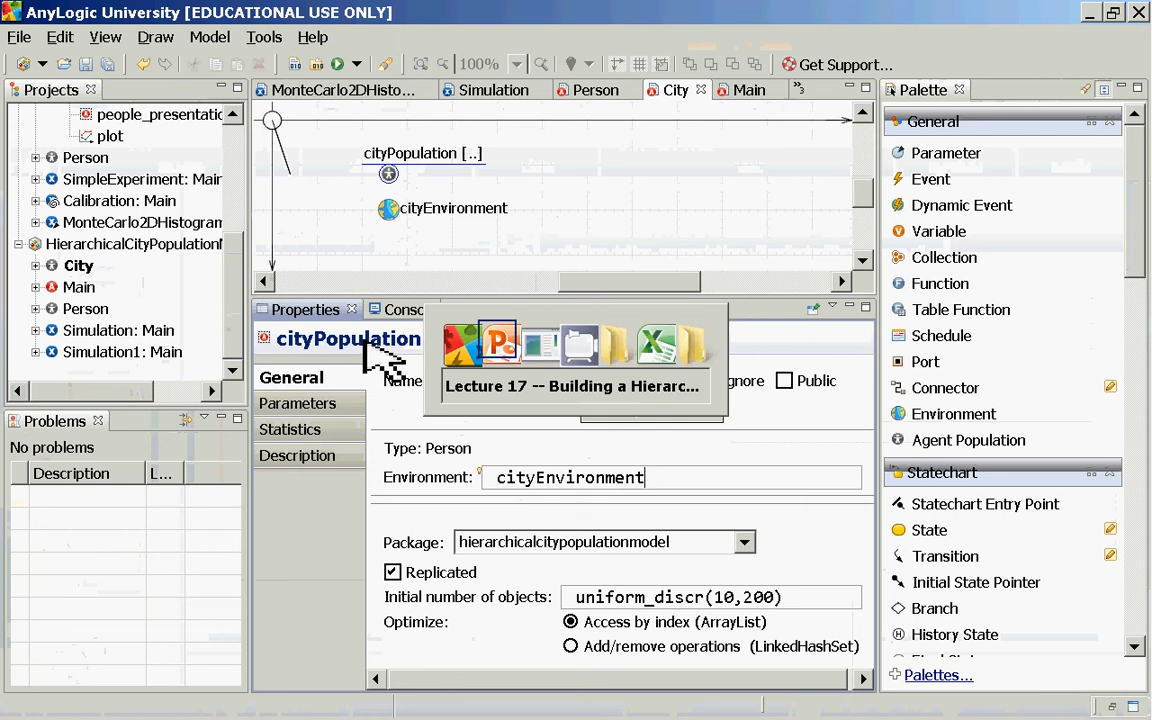 AnyLogic University [EDUCATIONAL USE ONLY]
File Edit View Draw Model Tools Help
100% Get Support...
Projects
people_presentatic
plot
Person
SimpleExperiment: Main
Calibration: Main
MonteCarlo2DHistogram
HierarchicalCityPopulation
City
Main
Person
Simulation: Main
Simulation1: Main
Problems
No problems
Description L...
MonteCarlo2DHisto... Simulation Person City Main
cityPopulation [..]
cityEnvironment
Properties Conso
cityPopulation
General
Parameters
Statistics
Description
Lecture 17 -- Building a Hierarc...
Public
Type: Person
Environment: cityEnvironment
Package: hierarchicalcitypopulationmodel
Replicated
Initial number of objects: uniform_discr(10,200)
Optimize: Access by index (ArrayList)
Add/remove operations (LinkedHashSet)
Palette
General
Parameter
Event
Dynamic Event
Variable
Collection
Function
Table Function
Schedule
Port
Connector
Environment
Agent Population
Statechart
Statechart Entry Point
State
Transition
Initial State Pointer
Branch
History State
Palettes...